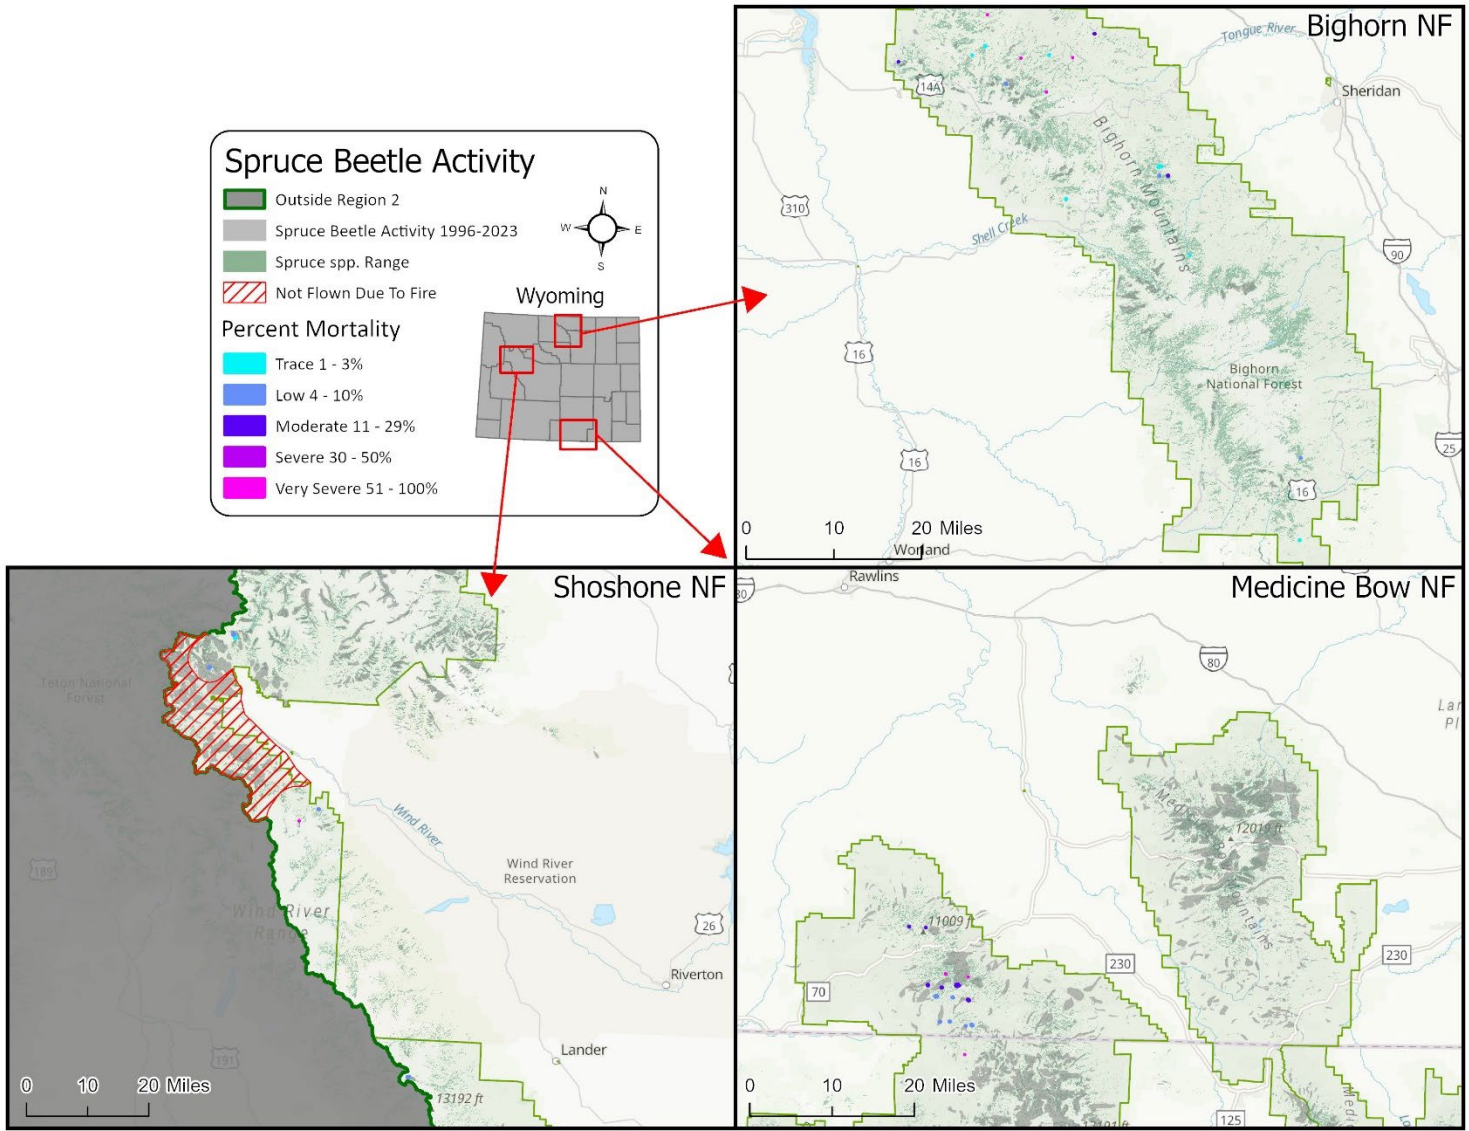 Spruce Beetle Activity
Outside Region 2
Spruce Beetle Activity 1996-2023
Spruce spp. Range
Not Flown Due To Fire
Percent Mortality
Trace 1 - 3%
Low 4 - 10%
Moderate 11 - 29%
Severe 30 - 50%
Very Severe 51 - 100%
N
W
E
S
Wyoming
Bighorn NF
Tongue River
Sheridan
14A
Bighorn Mountains
310
Shell Creek
90
16
Bighorn
National Forest
25
16
16
0 10 20 Miles
Worland
Shoshone NF
Teton National
Forest
Wind River
Wind River
Reservation
189
Wind River
Range
26
Riverton
191
Lander
13192 ft
0 10 20 Miles
Medicine Bow NF
Rawlins
80
80
12019 ft
Mountains
11009 ft
230
230
70
0 10 20 Miles
125